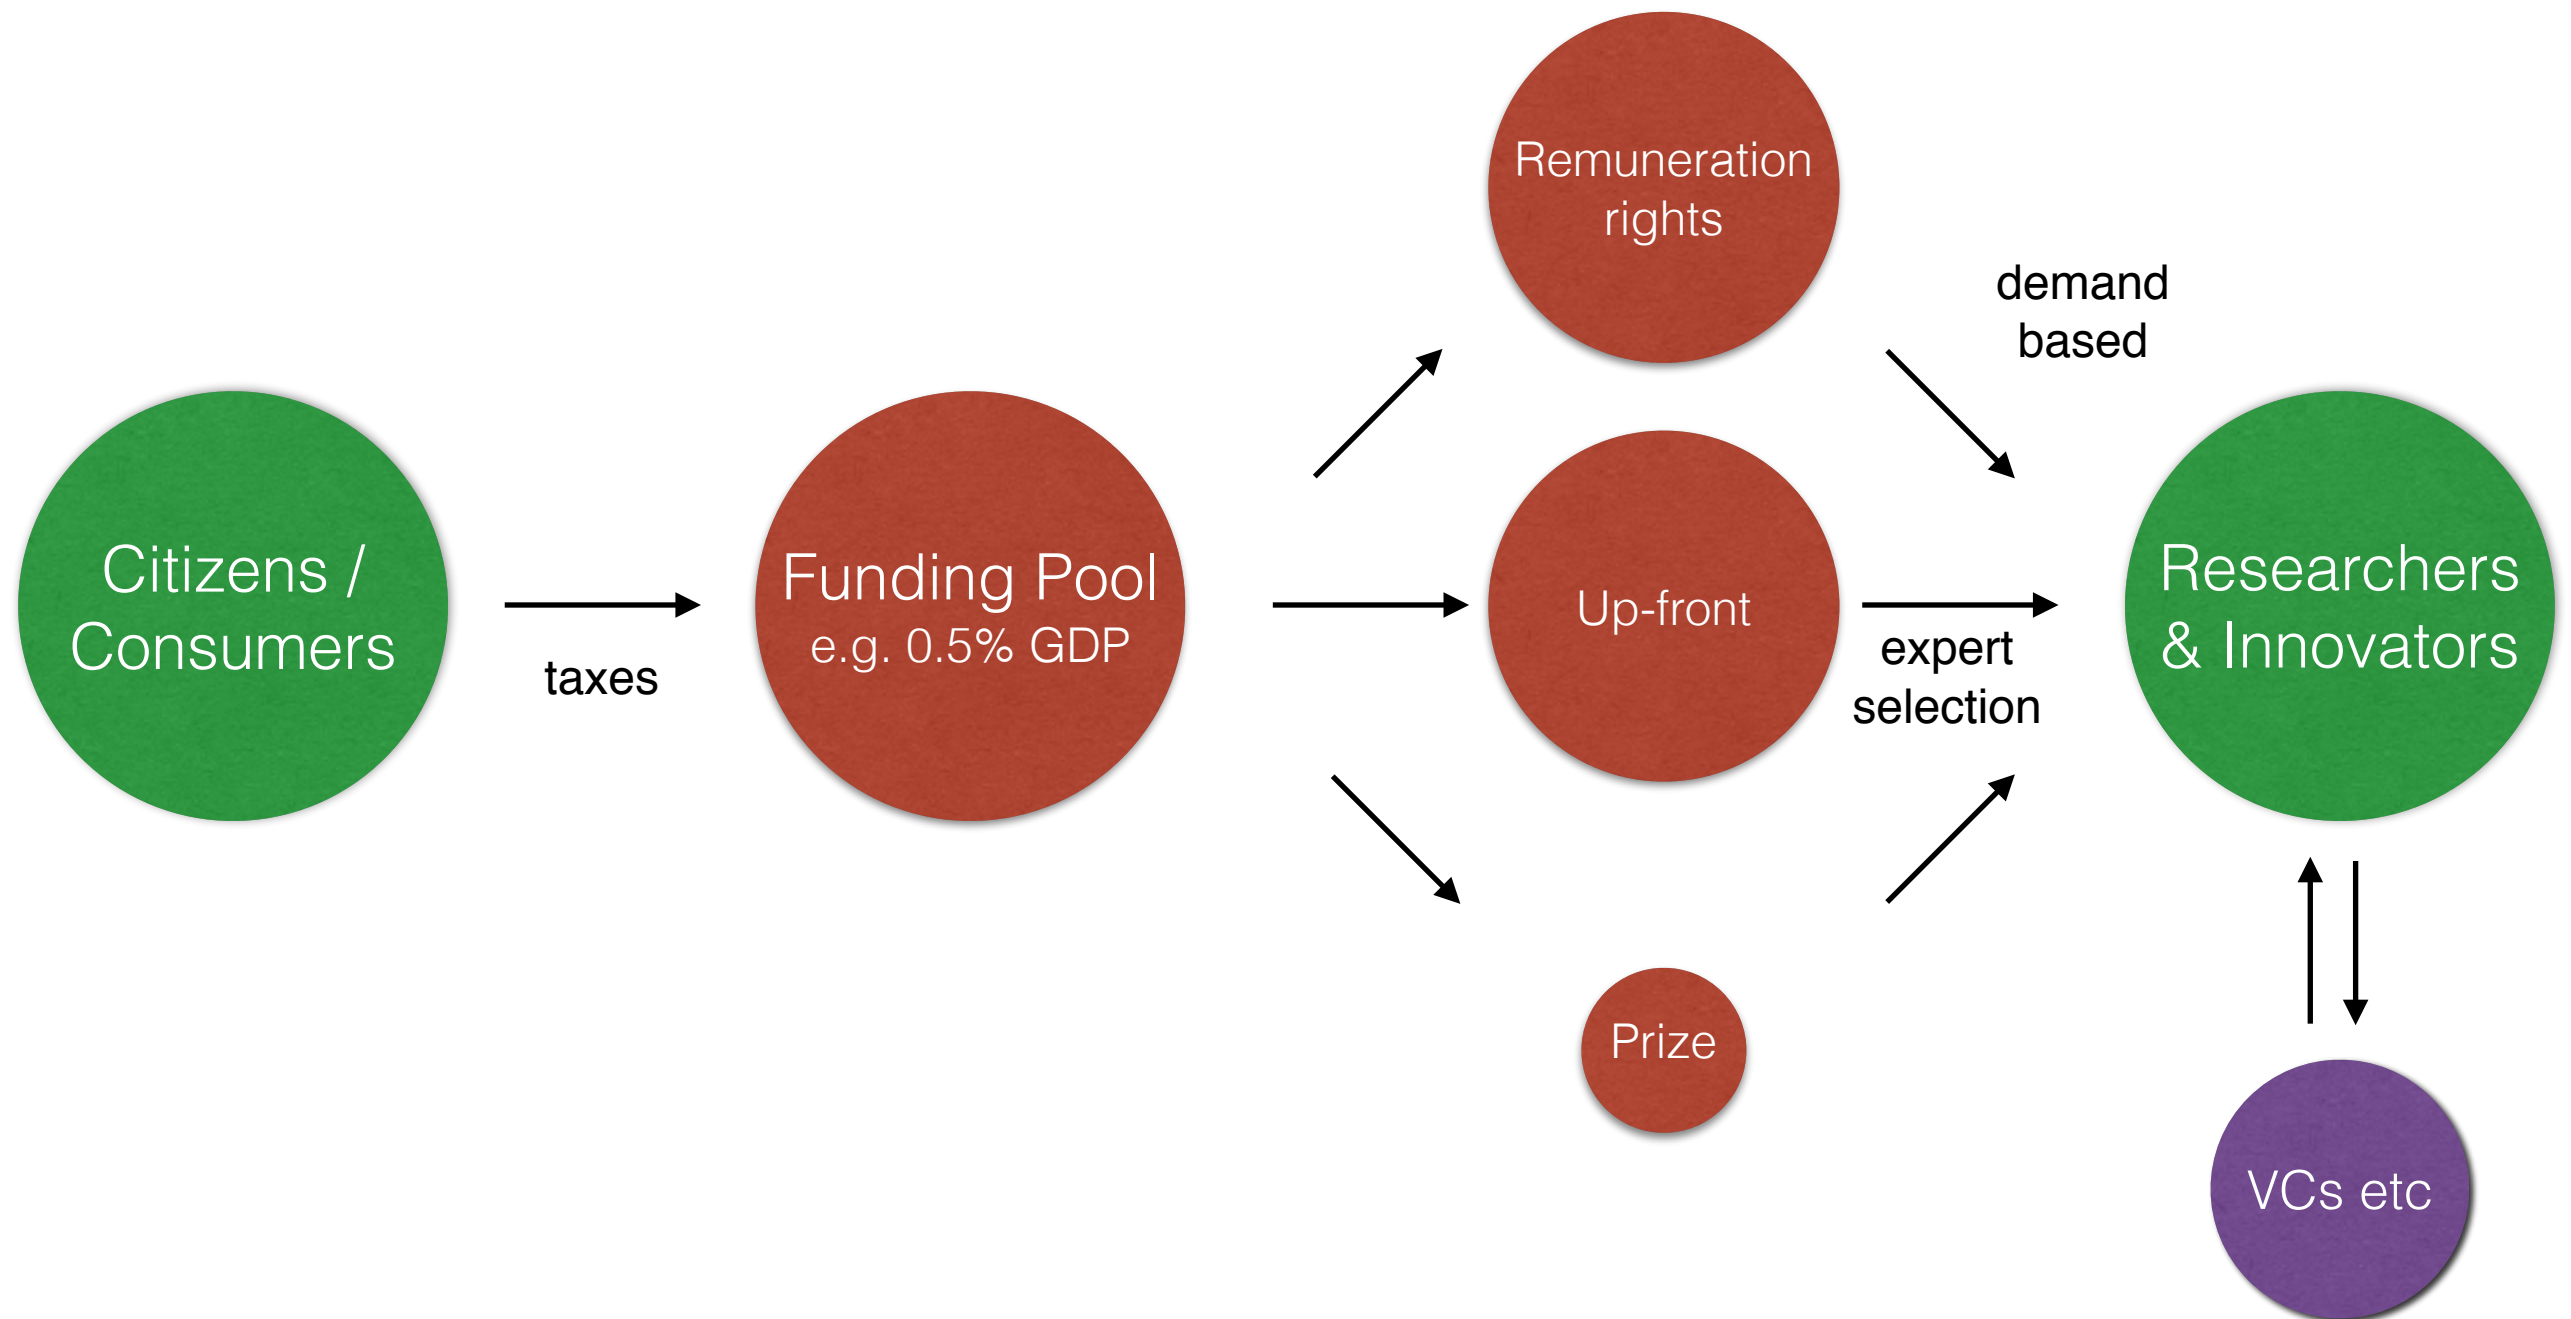 Citizens /
Consumers
taxes
Funding Pool
e.g. 0.5% GDP
Remuneration
rights
Up-front
Prize
demand
based
expert
selection
Researchers
& Innovators
VCs etc